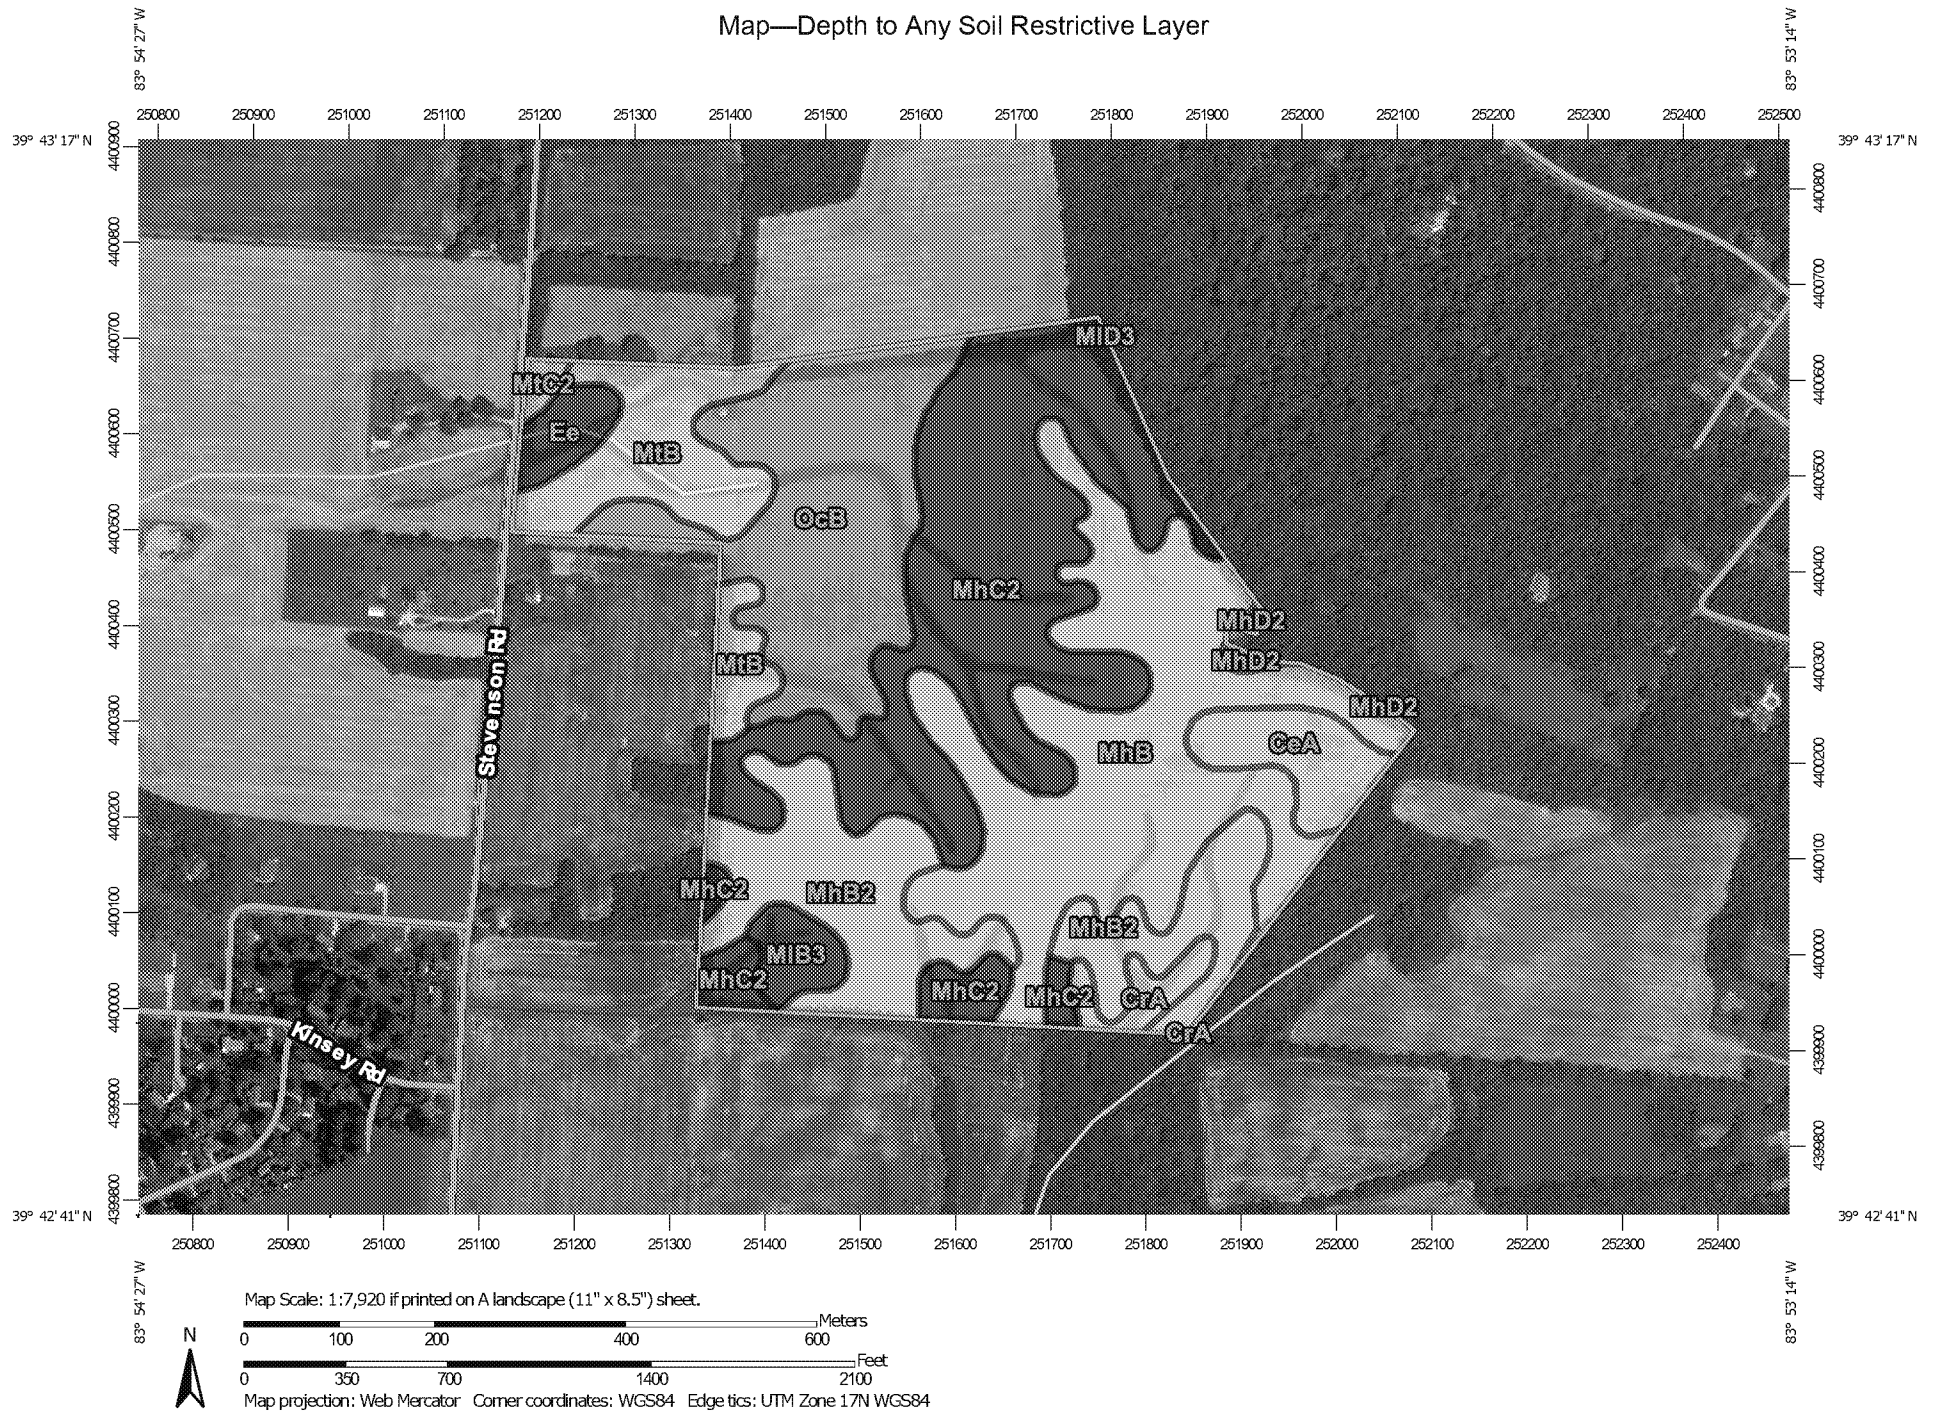 Map—Depth to Any Soil Restrictive Layer
83° 54' 27" W
83° 53' 14" W
250800 250900 251000 251100 251200 251300 251400 251500 251600 251700 251800 251900 252000 252100 252200 252300 252400 252500
39° 43' 17" N
39° 43' 17" N
4400900
4400800
4400700
4400600
4400500
4400400
4400300
4400200
4400100
4400000
4399900
4399800
4400800
4400700
4400600
4400500
4400400
4400300
4400200
4400100
4400000
4399900
4399800
MlD3
MtC2
Ee
MtB
OcB
MhC2
MhD2
MtB
MhD2
Stevenson Rd
MhD2
CeA
MhB
MhC2
MhB2
MhB2
MlB3
MhC2
MhC2
MhC2
CrA
CrA
Kinsey Rd
39° 42' 41" N
39° 42' 41" N
250800 250900 251000 251100 251200 251300 251400 251500 251600 251700 251800 251900 252000 252100 252200 252300 252400
83° 54' 27" W
83° 53' 14" W
Map Scale: 1:7,920 if printed on A landscape (11" x 8.5") sheet.
Meters
0 100 200 400 600
N
Feet
0 350 700 1400 2100
Map projection: Web Mercator Corner coordinates: WGS84 Edge tics: UTM Zone 17N WGS84